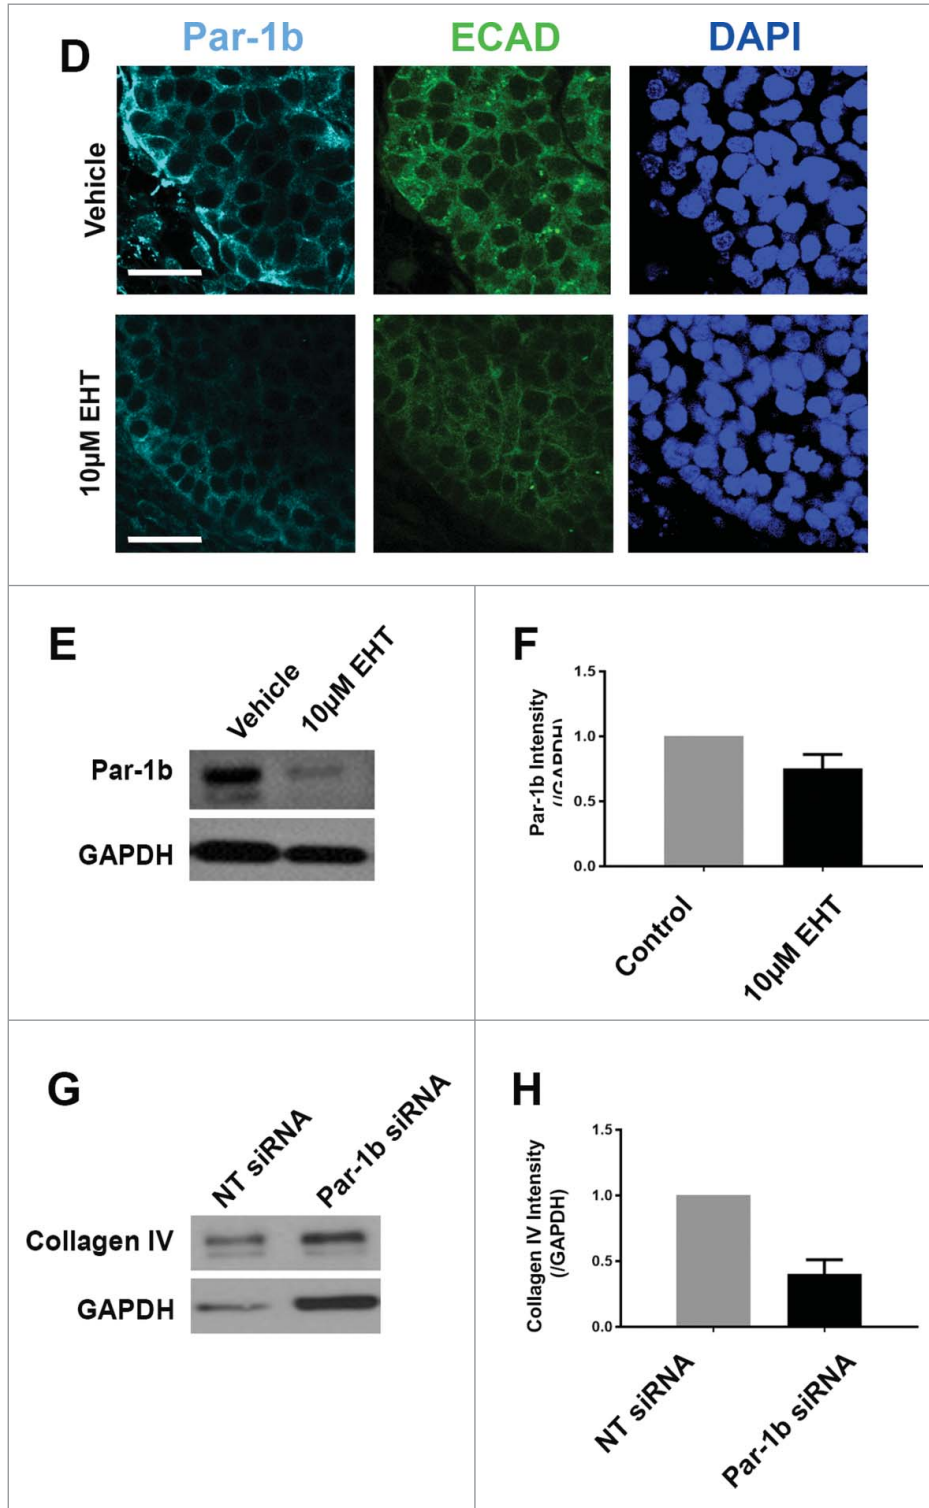 D
Par-1b ECAD DAPI
Vehicle
10µM EHT
E
Vehicle 10µM EHT
Par-1b
GAPDH
F
Par-1b Intensity
(/GAPDH)
1.5
1.0
0.5
0.0
Control 10µM EHT
G
NT siRNA Par-1b siRNA
Collagen IV
GAPDH
H
Collagen IV Intensity
(/GAPDH)
1.5
1.0
0.5
0.0
NT siRNA Par-1b siRNA